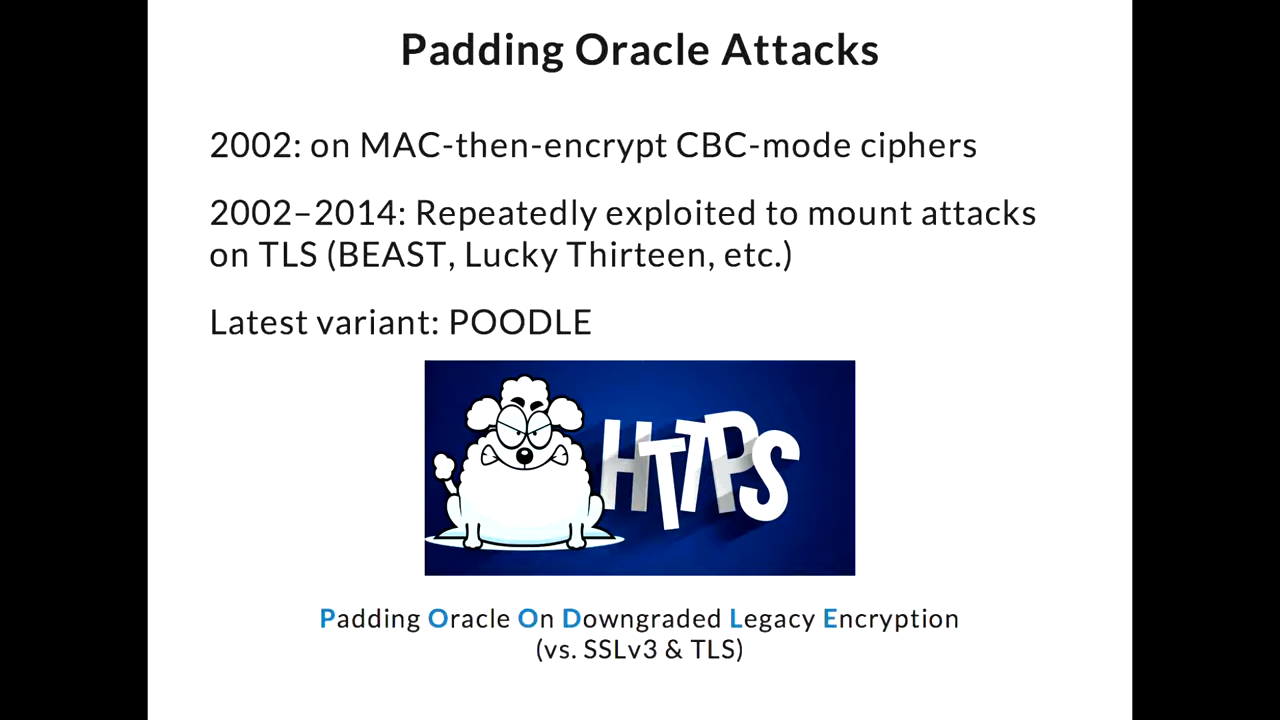 Padding Oracle Attacks
2002: on MAC-then-encrypt CBC-mode ciphers
2002–2014: Repeatedly exploited to mount attacks
on TLS (BEAST, Lucky Thirteen, etc.)
Latest variant: POODLE
HTTPS
Padding Oracle On Downgraded Legacy Encryption
(vs. SSLv3 & TLS)